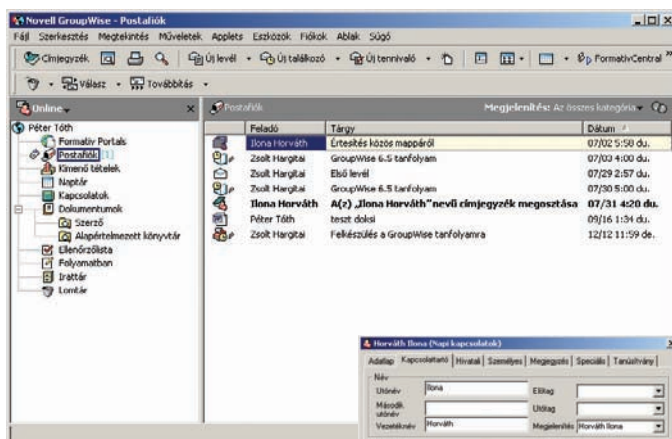 Novell GroupWise - Postafiók
Fájl Szerkesztés Megtekintés Műveletek Applets Eszközök Fiókok Ablak Súgó
Címjegyzék Új levél Új találkozó Új tennivaló FormativCentral
Válasz Továbbítás
Online
Postafiók Megjelenítés: Az összes kategória
Péter Tóth
Formativ Portals
Postafiók [1]
Kimenő tételek
Naptár
Kapcsolatok
Dokumentumok
Szerző
Alapértelmezett könyvtár
Ellenőrzőlista
Folyamatban
Irattár
Lomtár
Feladó Tárgy Dátum
Ilona Horváth Értesítés közös mappáról 07/02 5:58 du.
Zsolt Hargitai GroupWise 6.5 tanfolyam 07/03 4:00 du.
Zsolt Hargitai Első levél 07/29 2:57 du.
Zsolt Hargitai GroupWise 6.5 tanfolyam 07/30 5:00 du.
Ilona Horváth A(z) „Ilona Horváth"nevű címjegyzék megosztása 07/31 4:20 du.
Péter Tóth teszt doksi 09/16 1:34 du.
Zsolt Hargitai Felkészülés a GroupWise tanfolyamra 12/12 11:59 de.
Horváth Ilona (Napi kapcsolatok)
Adatlap Kapcsolattartó Hivatali Személyes Megjegyzés Speciális Tanúsítvány
Név
Utónév Ilona Előtag
Második utónév Utótag
Vezetéknév Horváth Megjelenítés Horváth Ilona